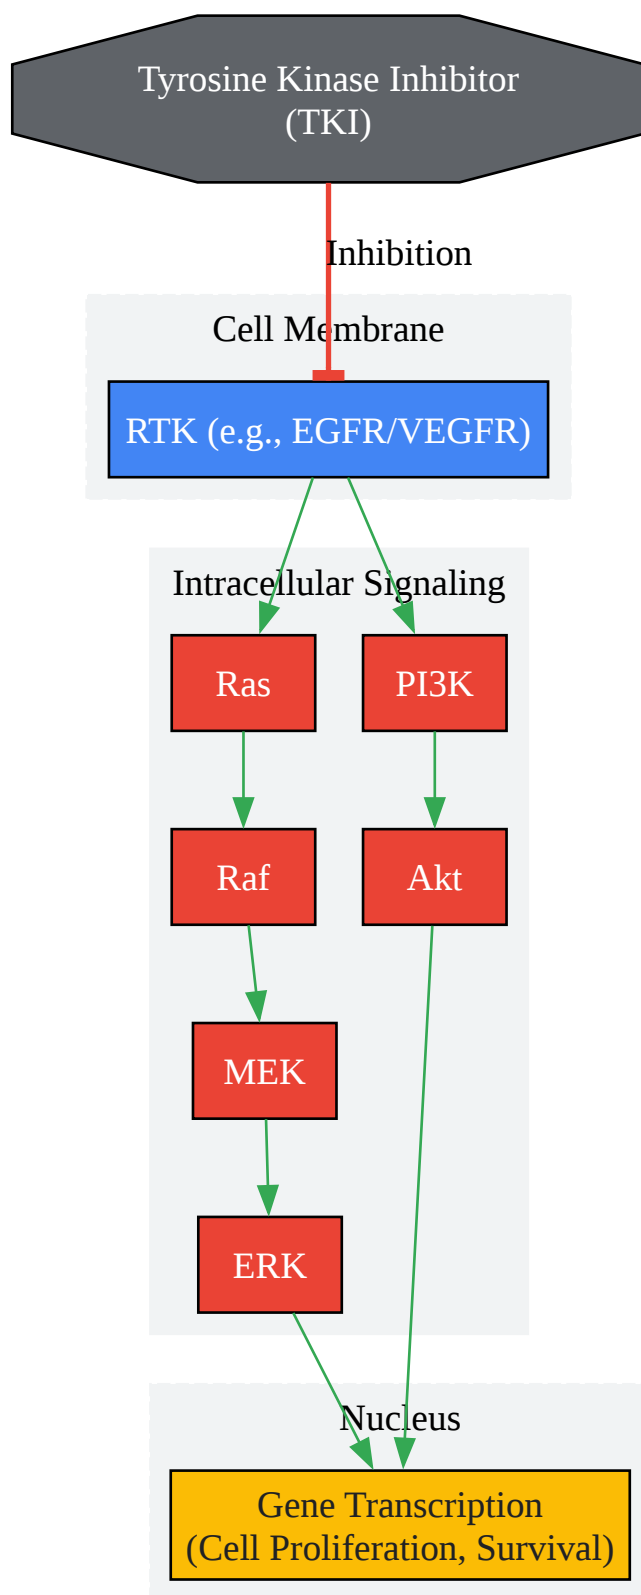 Tyrosine Kinase Inhibitor
(TKI)
Inhibition
Cell Membrane
RTK (e.g., EGFR/VEGFR)
Intracellular Signaling
Ras
PI3K
Raf
Akt
MEK
ERK
Nucleus
Gene Transcription
(Cell Proliferation, Survival)